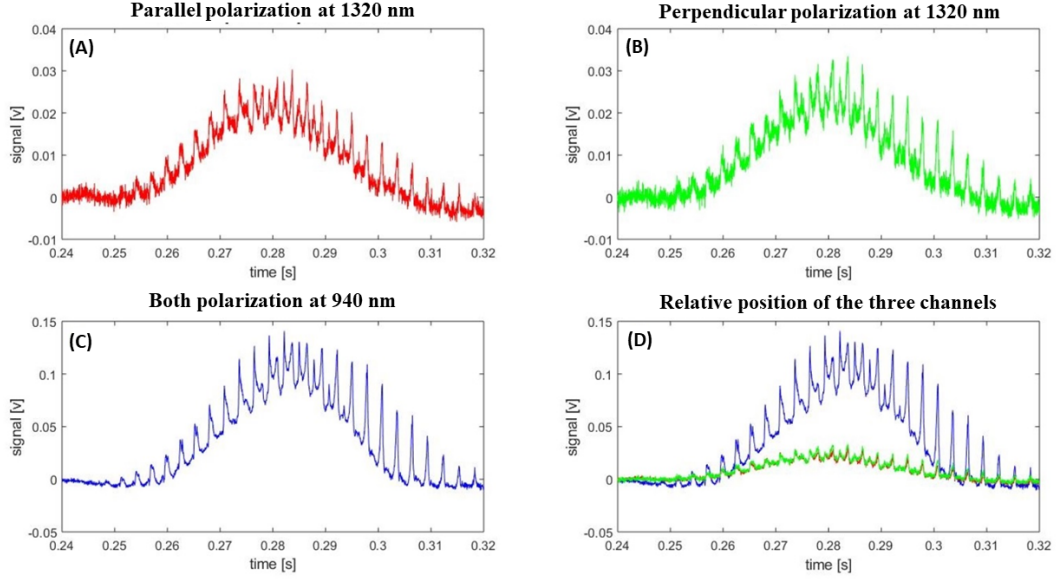 Parallel polarization at 1320 nm
Perpendicular polarization at 1320 nm
(A)
0.04
0.03
0.02
0.01
0
-0.01
signal [v]
0.24 0.25 0.26 0.27 0.28 0.29 0.3 0.31 0.32
time [s]
(B)
0.04
0.03
0.02
0.01
0
-0.01
signal [v]
0.24 0.25 0.26 0.27 0.28 0.29 0.3 0.31 0.32
time [s]
Both polarization at 940 nm
Relative position of the three channels
(C)
0.15
0.1
0.05
0
-0.05
signal [v]
0.24 0.25 0.26 0.27 0.28 0.29 0.3 0.31 0.32
time [s]
(D)
0.15
0.1
0.05
0
-0.05
signal [v]
0.24 0.25 0.26 0.27 0.28 0.29 0.3 0.31 0.32
time [s]